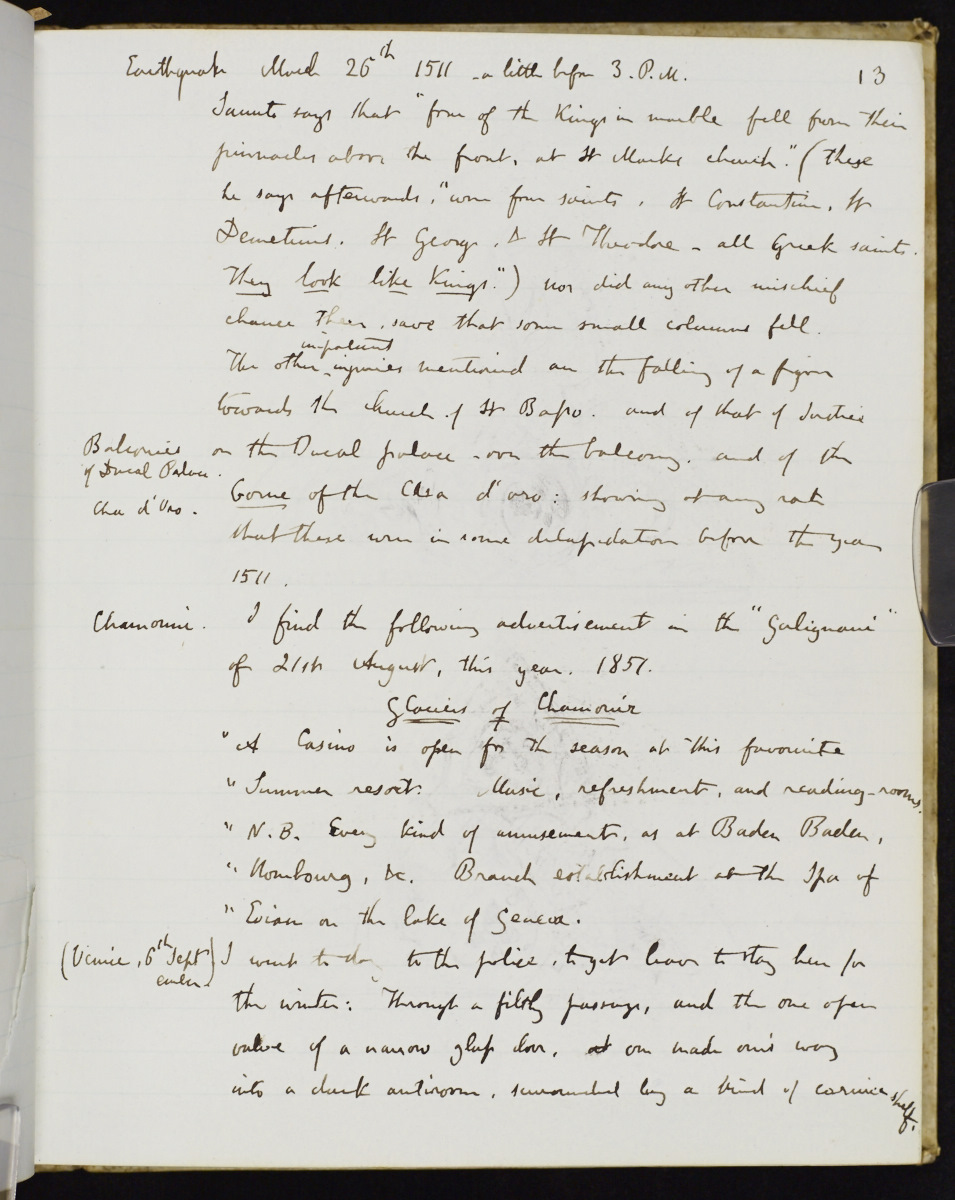 13
Earthquake March 26th 1511 - a little before 3. P.M.
Sanuto says that "four of the Kings in marble fell from their
pinnacles above the front, at St Marks church." (these
he says afterwards, "were four saints, St Constantine, St
Demetrius. St George, & St Theodore - all Greek saints.
They look like Kings.") nor did any other mischief
chance there, save that some small columns fell.
The other important injuries mentioned are the falling of a figure
towards the church of St Basso. and of that of Justice
Balconies of Ducal Palace.
on the Ducal palace - over the balcony. and of the
Cha d'Oro.
Corne of the Casa d'oro: showing at any rate
that these were in some dilapidation before the year
1511.
Chamouni. I find the following advertisement in the "Galignani"
of 21st August, this year. 1851.
Glaciers of Chamounix
"A Casino is open for the season at this favourite
" Summer resort. Music, refreshment, and reading-rooms.
" N.B. Every kind of amusement, as at Baden Baden,
" Hombourg, &c. Branch establishment at the Spa of
" Evian on the lake of Geneva.
(Venice, 6th Sept) I went to day to the police, to get leave to stay here for
the winter: Through a filthy passage, and the one open
valve of a narrow glass door, one made one's way
into a dark antiroom, surrounded by a kind of cornice shelf.